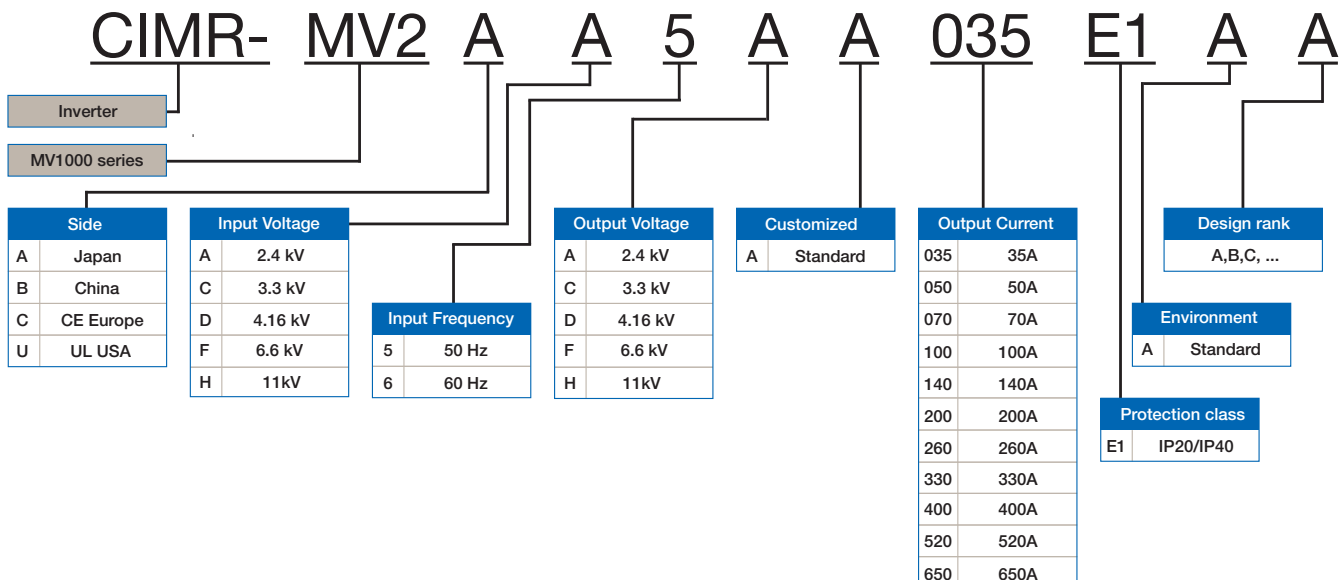 CIMR- MV2 A A 5 A A 035 E1 A A
Inverter
MV1000 series
Side
A Japan
B China
C CE Europe
U UL USA
Input Voltage
A 2.4 kV
C 3.3 kV
D 4.16 kV
F 6.6 kV
H 11kV
Input Frequency
5 50 Hz
6 60 Hz
Output Voltage
A 2.4 kV
C 3.3 kV
D 4.16 kV
F 6.6 kV
H 11kV
Customized
A Standard
Output Current
035 35A
050 50A
070 70A
100 100A
140 140A
200 200A
260 260A
330 330A
400 400A
520 520A
650 650A
Design rank
A,B,C, ...
Environment
A Standard
Protection class
E1 IP20/IP40